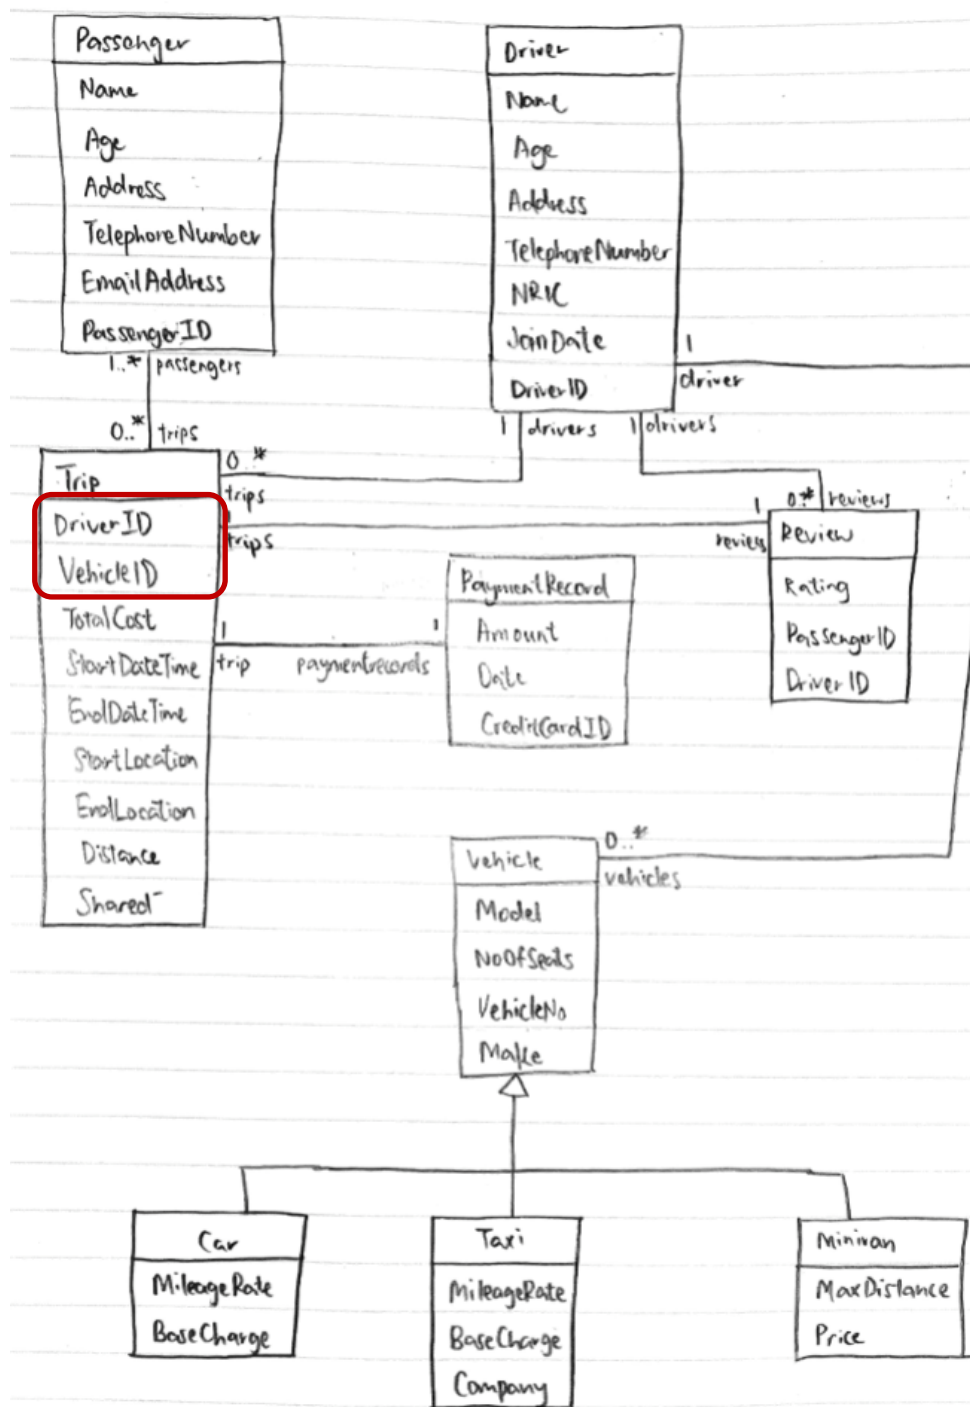 Passenger
Name
Age
Address
TelephoneNumber
EmailAddress
PassengerID
1..* passengers
0..* trips
Driver
Name
Age
Address
TelephoneNumber
NRIC
JoinDate
DriverID
1
driver
1 drivers
1 drivers
0..*
trips
Trip
DriverID
VehicleID
TotalCost
StartDateTime
EndDateTime
StartLocation
EndLocation
Distance
Shared
1
trips
1
reviews
0..* reviews
Review
Rating
PassengerID
DriverID
1
trip
1
paymentrecords
PaymentRecord
Amount
Date
CreditCardID
0..*
vehicles
Vehicle
Model
NoOfSeats
VehicleNo
Make
Car
MileageRate
BaseCharge
Taxi
MileageRate
BaseCharge
Company
Minivan
MaxDistance
Price